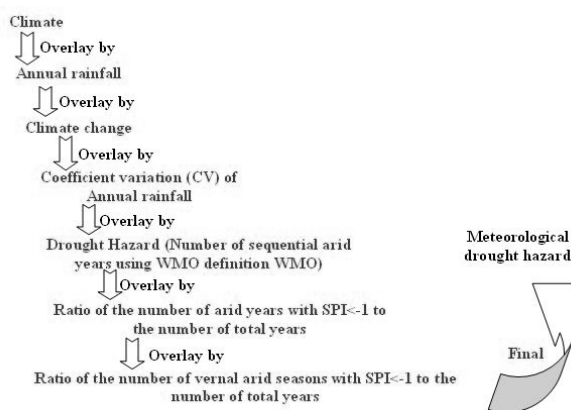 Climate
Overlay by
Annual rainfall
Overlay by
Climate change
Overlay by
Coefficient variation (CV) of
Annual rainfall
Overlay by
Drought Hazard (Number of sequential arid
years using WMO definition WMO)
Overlay by
Ratio of the number of arid years with SPI<-1 to
the number of total years
Overlay by
Ratio of the number of vernal arid seasons with SPI<-1 to the
number of total years
Meteorological
drought hazard
Final